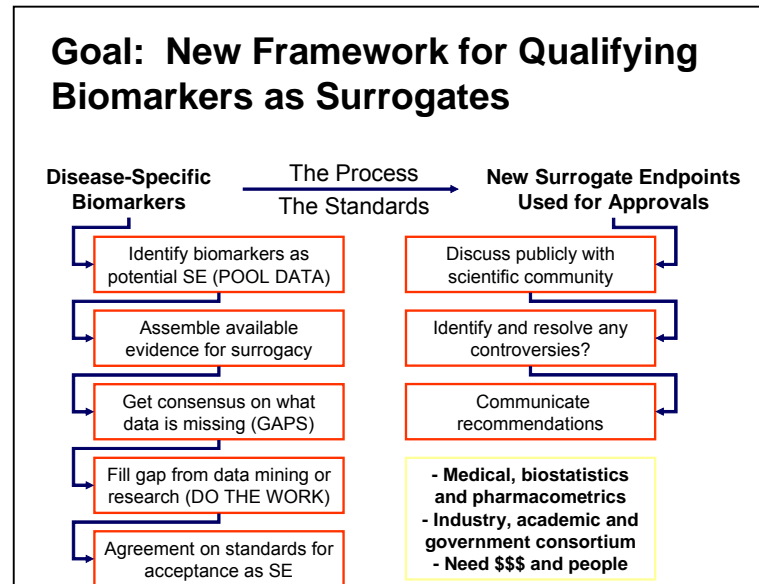 Goal:  New Framework for Qualifying
Biomarkers as Surrogates
Disease-Specific
Biomarkers
The Process
The Standards
New Surrogate Endpoints
Used for Approvals
Identify biomarkers as
potential SE (POOL DATA)
Assemble available
evidence for surrogacy
Get consensus on what
data is missing (GAPS)
Fill gap from data mining or
research (DO THE WORK)
Agreement on standards for
acceptance as SE
Discuss publicly with
scientific community
Identify and resolve any
controversies?
Communicate
recommendations
- Medical, biostatistics
and pharmacometrics
- Industry, academic and
government consortium
- Need $$$ and people